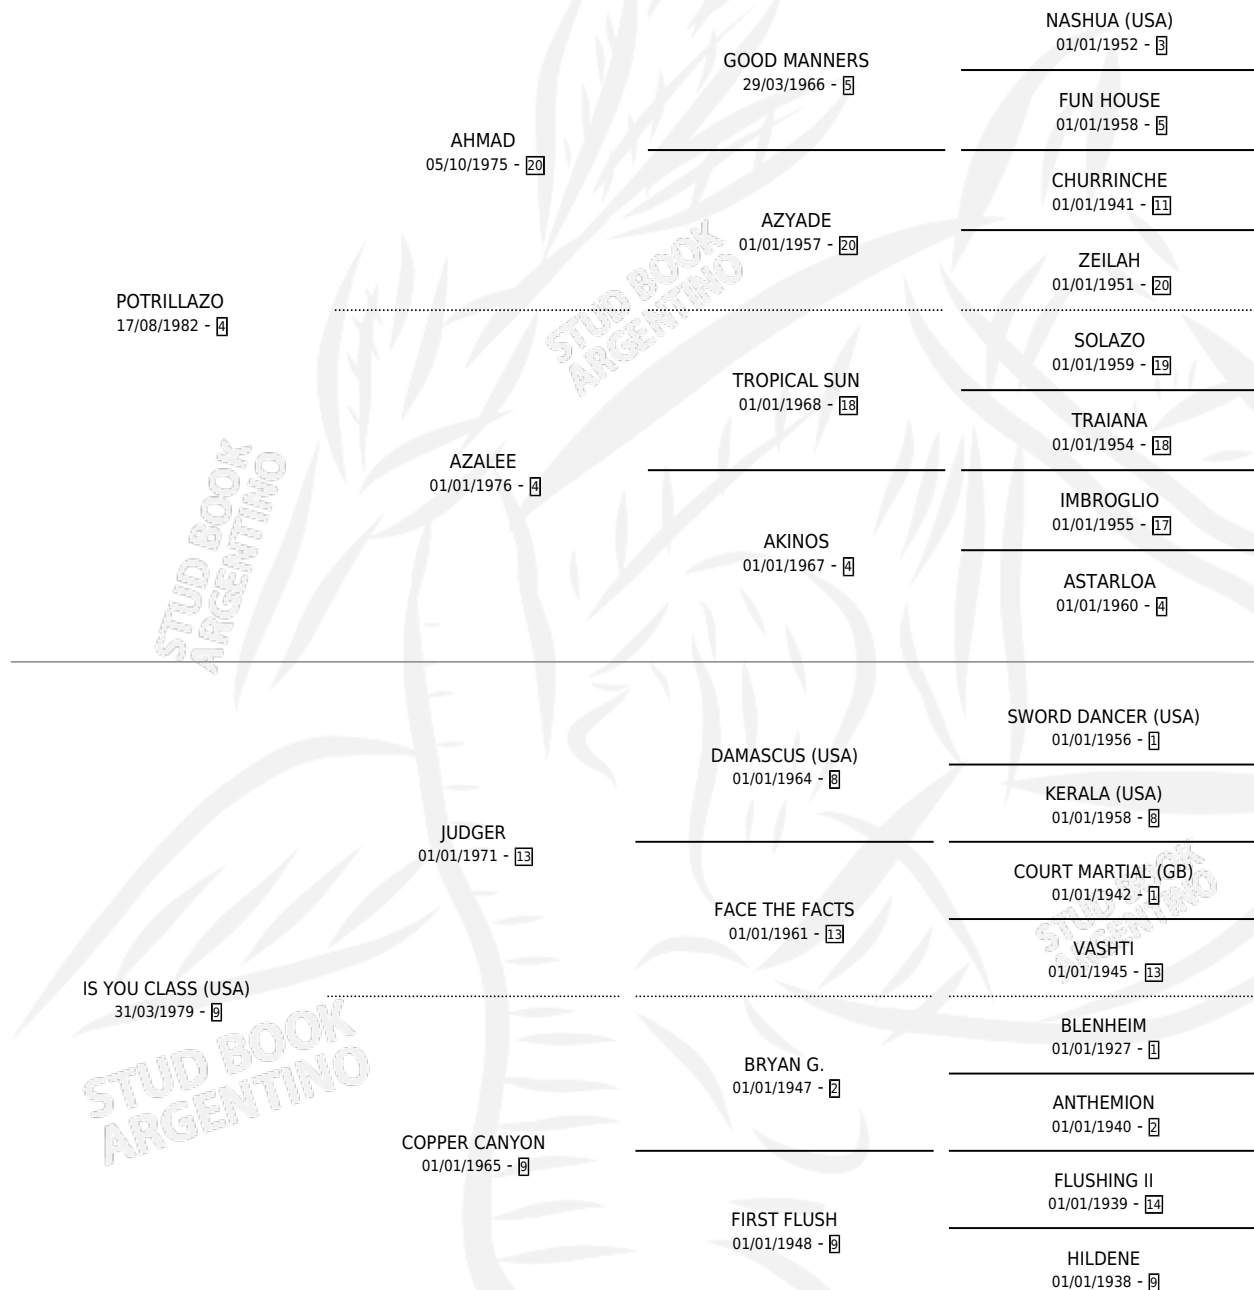 NASHUA (USA)
01/01/1952 - 3
GOOD MANNERS
29/03/1966 - 5
FUN HOUSE
01/01/1958 - 5
AHMAD
05/10/1975 - 20
CHURRINCHE
01/01/1941 - 11
AZYADE
01/01/1957 - 20
ZEILAH
01/01/1951 - 20
POTRILLAZO
17/08/1982 - 4
STUD BOOK
ARGENTINO
SOLAZO
01/01/1959 - 19
TROPICAL SUN
01/01/1968 - 18
TRAIANA
01/01/1954 - 18
AZALEE
01/01/1976 - 4
STUD BOOK
ARGENTINO
IMBROGLIO
01/01/1955 - 17
AKINOS
01/01/1967 - 4
ASTARLOA
01/01/1960 - 4
SWORD DANCER (USA)
01/01/1956 - 1
DAMASCUS (USA)
01/01/1964 - 8
KERALA (USA)
01/01/1958 - 8
JUDGER
01/01/1971 - 13
COURT MARTIAL (GB)
01/01/1942 - 1
FACE THE FACTS
01/01/1961 - 13
STUD BOOK
ARGENTINO
VASHTI
01/01/1945 - 13
IS YOU CLASS (USA)
31/03/1979 - 9
STUD BOOK
ARGENTINO
BLENHEIM
01/01/1927 - 1
BRYAN G.
01/01/1947 - 2
ANTHEMION
01/01/1940 - 2
COPPER CANYON
01/01/1965 - 9
FLUSHING II
01/01/1939 - 14
FIRST FLUSH
01/01/1948 - 9
HILDENE
01/01/1938 - 9